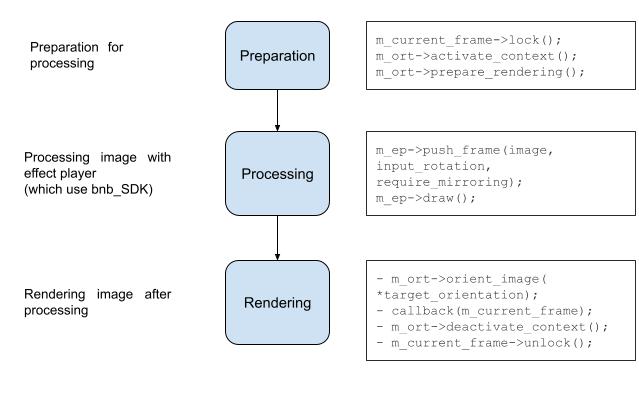 Preparation for
processing
Preparation
m_current_frame->lock();
m_ort->activate_context();
m_ort->prepare_rendering();
Processing image with
effect player
(which use bnb_SDK)
Processing
m_ep->push_frame(image,
input_rotation,
require_mirroring);
m_ep->draw();
Rendering image after
processing
Rendering
- m_ort->orient_image(
*target_orientation);
- callback(m_current_frame);
- m_ort->deactivate_context();
- m_current_frame->unlock();